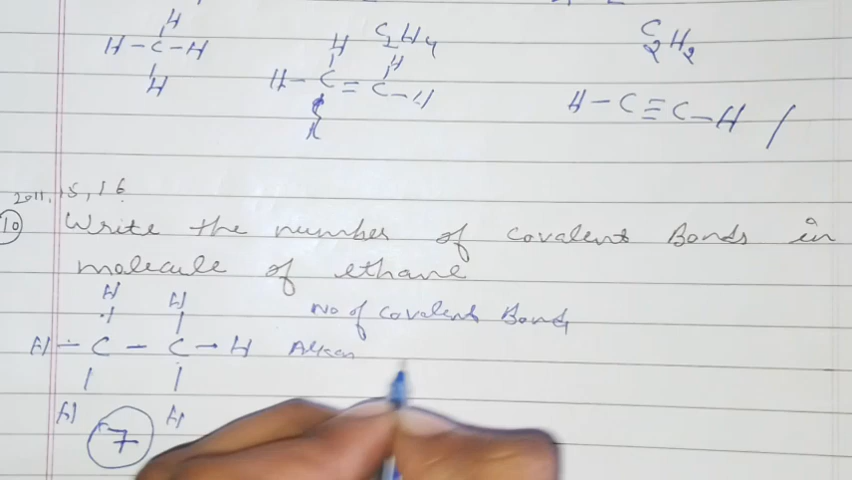 H C2H4 C2H2
H-C-H H H
H H-C=C-H H-C≡C-H /
2011, 15, 16
10 Write the number of covalent Bonds in a
molecule of ethane
H H No of covalent Bonds
H-C-C-H Alkan
H H
7